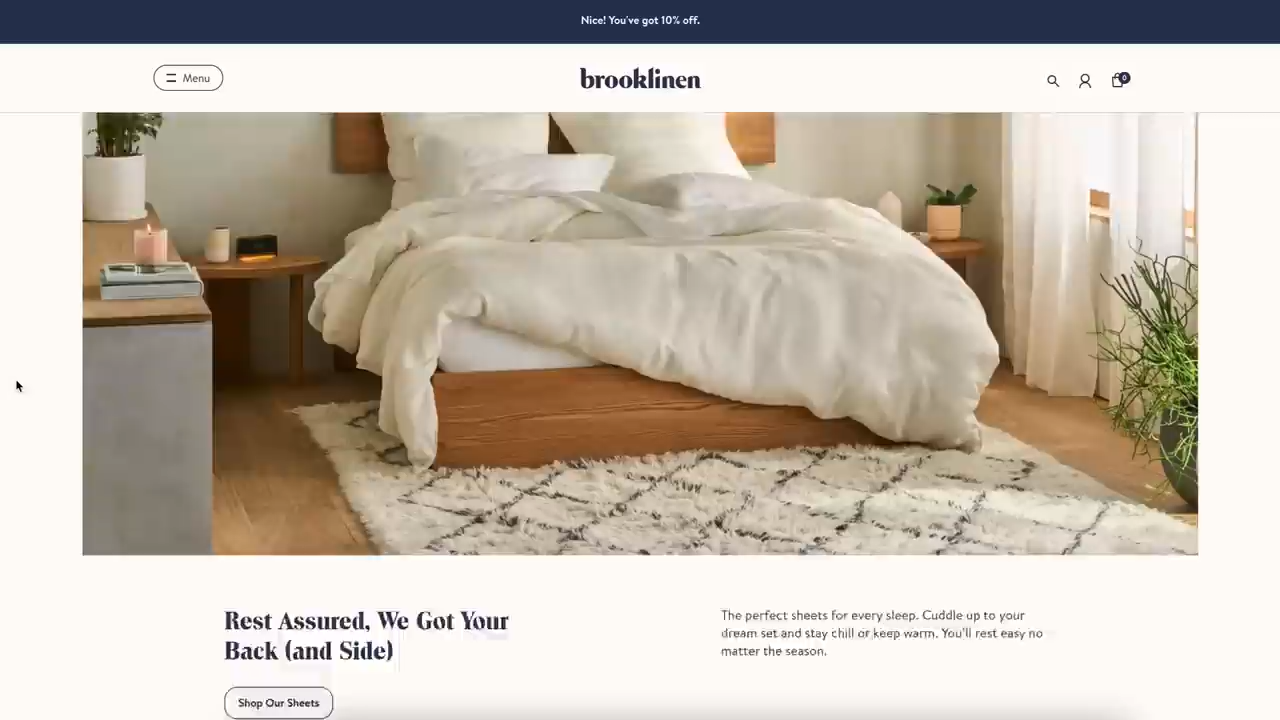 Nice! You've got 10% off.
Menu
brooklinen
0
Rest Assured, We Got Your
Back (and Side)
The perfect sheets for every sleep. Cuddle up to your
dream set and stay chill or keep warm. You'll rest easy no
matter the season.
Shop Our Sheets